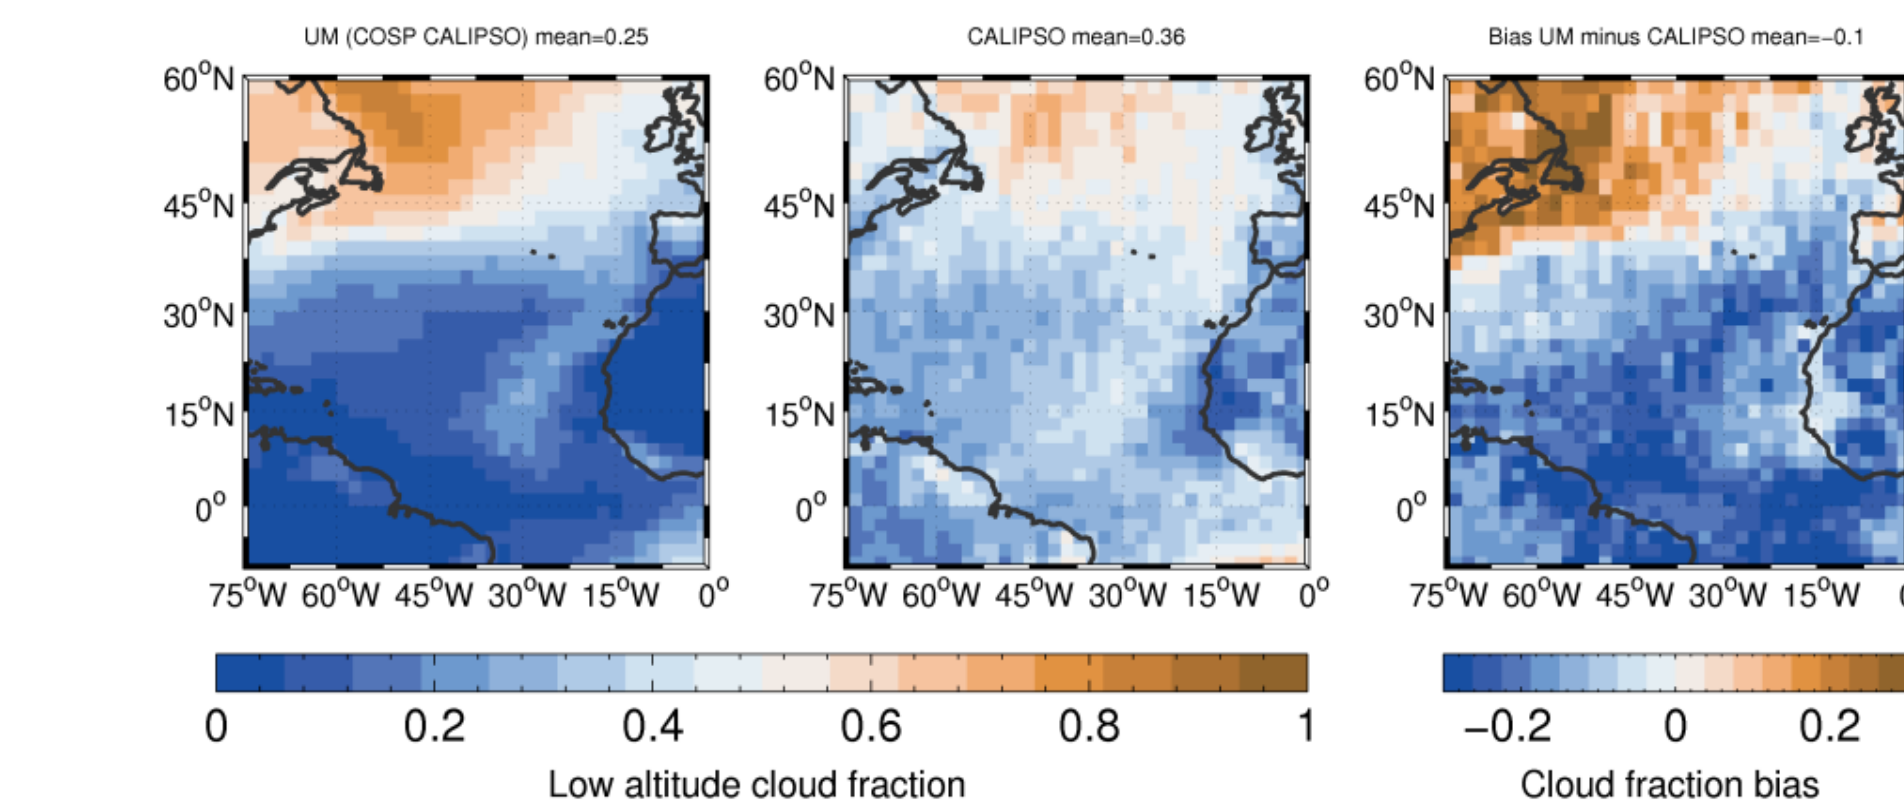 UM (COSP CALIPSO) mean=0.25
CALIPSO mean=0.36
Bias UM minus CALIPSO mean=−0.1
60°N
45°N
30°N
15°N
0°
75°W 60°W 45°W 30°W 15°W 0°
60°N
45°N
30°N
15°N
0°
75°W 60°W 45°W 30°W 15°W 0°
60°N
45°N
30°N
15°N
0°
75°W 60°W 45°W 30°W 15°W
0 0.2 0.4 0.6 0.8 1
Low altitude cloud fraction
−0.2 0 0.2
Cloud fraction bias